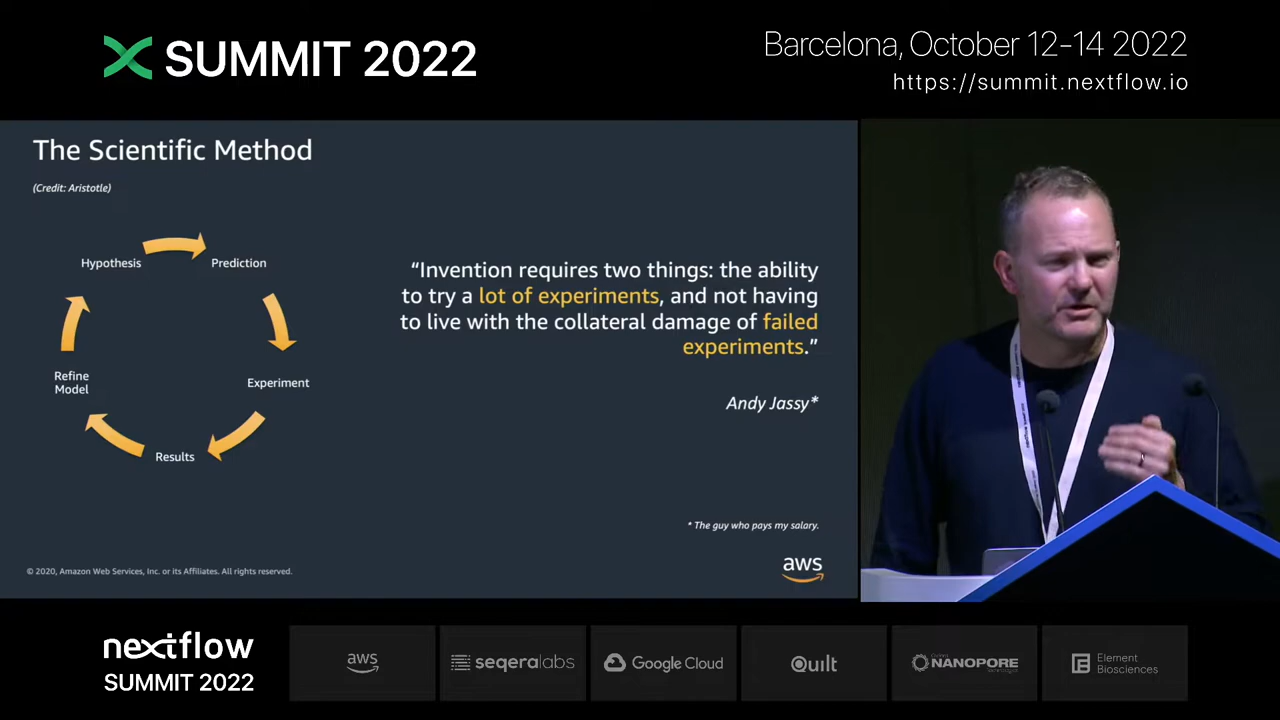 SUMMIT 2022
Barcelona, October 12-14 2022
https://summit.nextflow.io
The Scientific Method
(Credit: Aristotle)
Hypothesis
Prediction
Experiment
Results
Refine
Model
“Invention requires two things: the ability
to try a lot of experiments, and not having
to live with the collateral damage of failed
experiments.”
Andy Jassy*
* The guy who pays my salary.
© 2020, Amazon Web Services, Inc. or its Affiliates. All rights reserved.
aws
nextflow
SUMMIT 2022
aws
seqeralabs
Google Cloud
Quilt
NANOPORE
Element
Biosciences